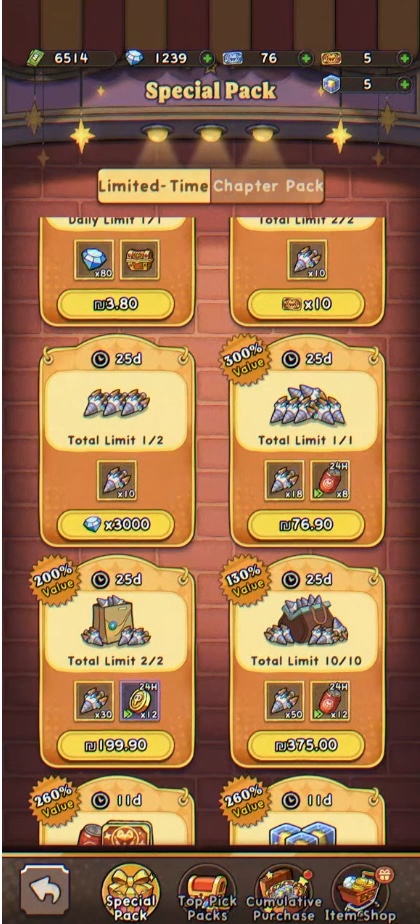 6514
1239
76
5
5
Special Pack
Limited-Time
Chapter Pack
Daily Limit 1/1
Total Limit 2/2
x80
x10
₪3.80
x10
25d
300% Value
25d
Total Limit 1/2
Total Limit 1/1
x10
x18
24H
x8
x3000
₪76.90
200% Value
25d
130% Value
25d
Total Limit 2/2
Total Limit 10/10
x30
24H
x12
x50
24H
x12
₪199.90
₪375.00
260% Value
11d
260% Value
11d
Special Pack
Top Pick Packs
Cumulative Purchase
Item Shop